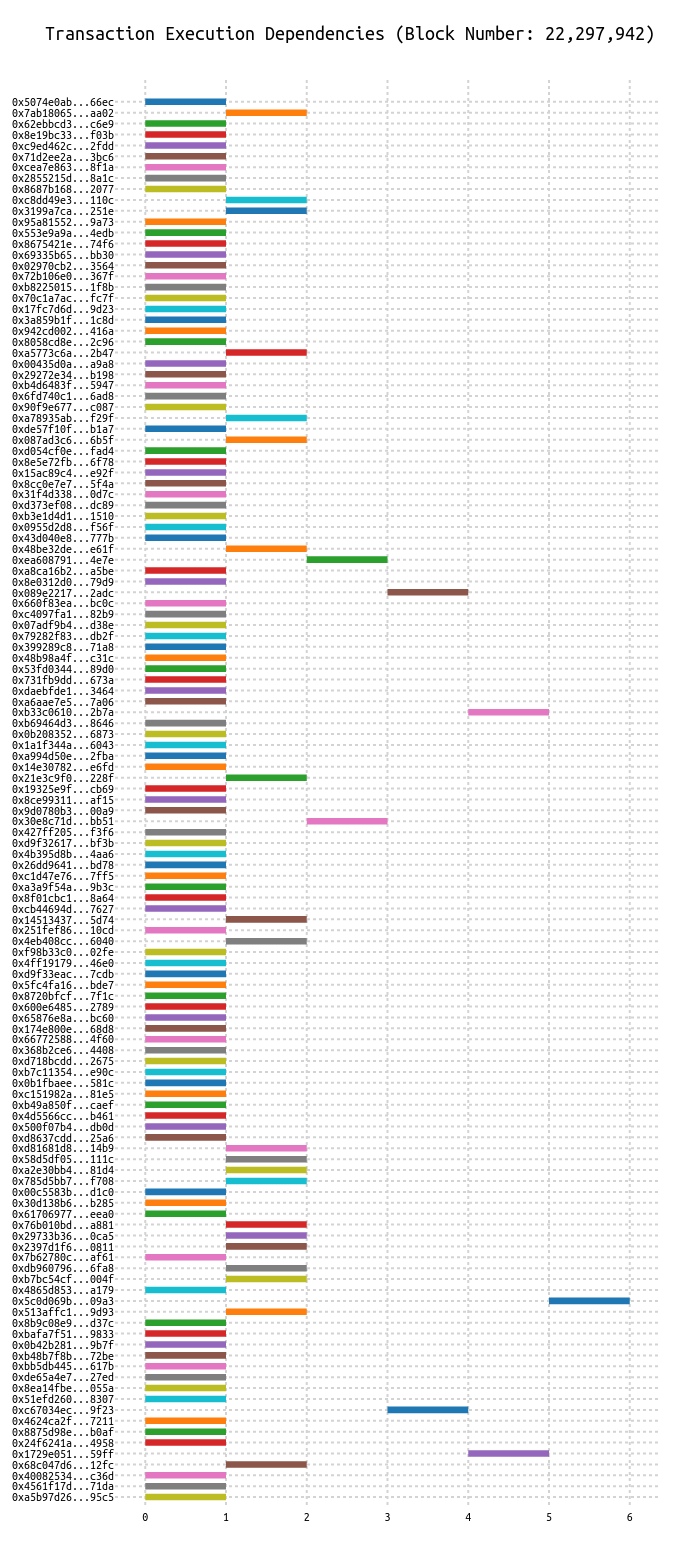 Transaction Execution Dependencies (Block Number: 22,297,942)
0x5074e0ab...66ec
0x7ab18065...aa02
0x62ebbcd3...c6e9
0x8e19bc33...f03b
0xc9ed462c...2fdd
0x71d2ee2a...3bc6
0xcea7e863...8f1a
0x2855215d...8a1c
0x8687b168...2077
0xc8dd49e3...110c
0x3199a7ca...251e
0x95a81552...9a73
0x553e9a9a...4edb
0x8675421e...74f6
0x69335b65...bb30
0x02970cb2...3564
0x72b106e0...367f
0xb8225015...1f8b
0x70c1a7ac...fc7f
0x17fc7d6d...9d23
0x3a859b1f...1c8d
0x942cd002...416a
0x8058cd8e...2c96
0xa5773c6a...2b47
0x00435d0a...a9a8
0x29272e34...b198
0xb4d6483f...5947
0x6fd740c1...6ad8
0x90f9e677...c087
0xa78935ab...f29f
0xde57f10f...b1a7
0x087ad3c6...6b5f
0xd054cf0e...fad4
0x8e5e72fb...6f78
0x15ac89c4...e92f
0x8cc0e7e7...5f4a
0x31f4d338...0d7c
0xd373ef08...dc89
0xb3e1d4d1...1510
0x0955d2d8...f56f
0x43d040e8...777b
0x48be32de...e61f
0xea608791...4e7e
0xa8ca16b2...a5be
0x8e0312d0...79d9
0x089e2217...2adc
0x660f83ea...bc0c
0xc4097fa1...82b9
0x07adf9b4...d38e
0x79282f83...db2f
0x399289c8...71a8
0x48b98a4f...c31c
0x53fd0344...89d0
0x731fb9dd...673a
0xdaebfde1...3464
0xa6aae7e5...7a06
0xb33c0610...2b7a
0xb69464d3...8646
0x0b208352...6873
0x1a1f344a...6043
0xa994d50e...2fba
0x14e30782...e6fd
0x21e3c9f0...228f
0x19325e9f...cb69
0x8ce99311...af15
0x9d0780b3...00a9
0x30e8c71d...bb51
0x427ff205...f3f6
0xd9f32617...bf3b
0x4b395d8b...4aa6
0x26dd9641...bd78
0xc1d47e76...7ff5
0xa3a9f54a...9b3c
0x8f01cbc1...8a64
0xcb44694d...7627
0x14513437...5d74
0x251fef86...10cd
0x4eb408cc...6040
0xf98b33c0...02fe
0x4ff19179...46e0
0xd9f33eac...7cdb
0x5fc4fa16...bde7
0x8720bfcf...7f1c
0x600e6485...2789
0x65876e8a...bc60
0x174e800e...68d8
0x66772588...4f60
0x368b2ce6...4408
0xd718bcdd...2675
0xb7c11354...e90c
0x0b1fbaee...581c
0xc151982a...81e5
0xb49a850f...caef
0x4d5566cc...b461
0x500f07b4...db0d
0xd8637cdd...25a6
0xd81681d8...14b9
0x58d5df05...111c
0xa2e30bb4...81d4
0x785d5bb7...f708
0x00c5583b...d1c0
0x30d138b6...b285
0x61706977...eea0
0x76b010bd...a881
0x29733b36...0ca5
0x2397d1f6...0811
0x7b62780c...af61
0xdb960796...6fa8
0xb7bc54cf...004f
0x4865d853...a179
0x5c0d069b...09a3
0x513affc1...9d93
0x8b9c08e9...d37c
0xbafa7f51...9833
0x0b42b281...9b7f
0xb48b7f8b...72be
0xbb5db445...617b
0xde65a4e7...27ed
0x8ea14fbe...055a
0x51efd260...8307
0xc67034ec...9f23
0x4624ca2f...7211
0x8875d98e...b0af
0x24f6241a...4958
0x1729e051...59ff
0x68c047d6...12fc
0x40082534...c36d
0x4561f17d...71da
0xa5b97d26...95c5
0 1 2 3 4 5 6